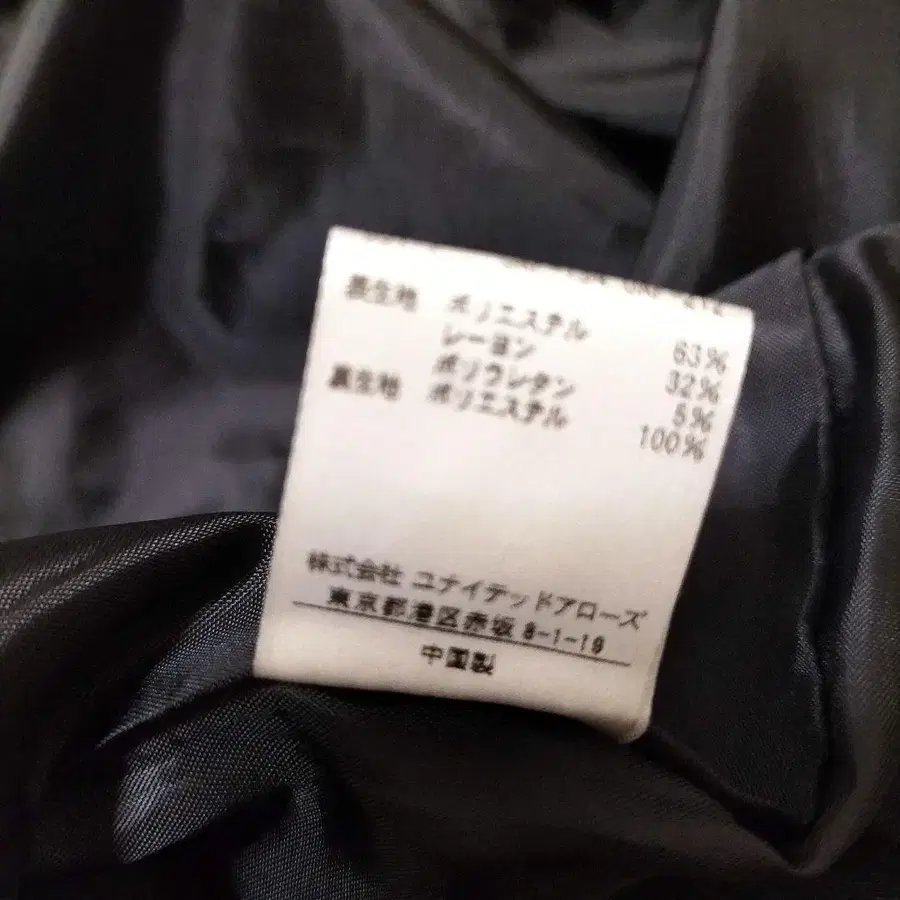 表生地 ポリエステル 63%
レーヨン 32%
ポリウレタン 5%
裏生地 ポリエステル 100%
株式会社 ユナイテッドアローズ
東京都港区赤坂 8-1-19
中国製